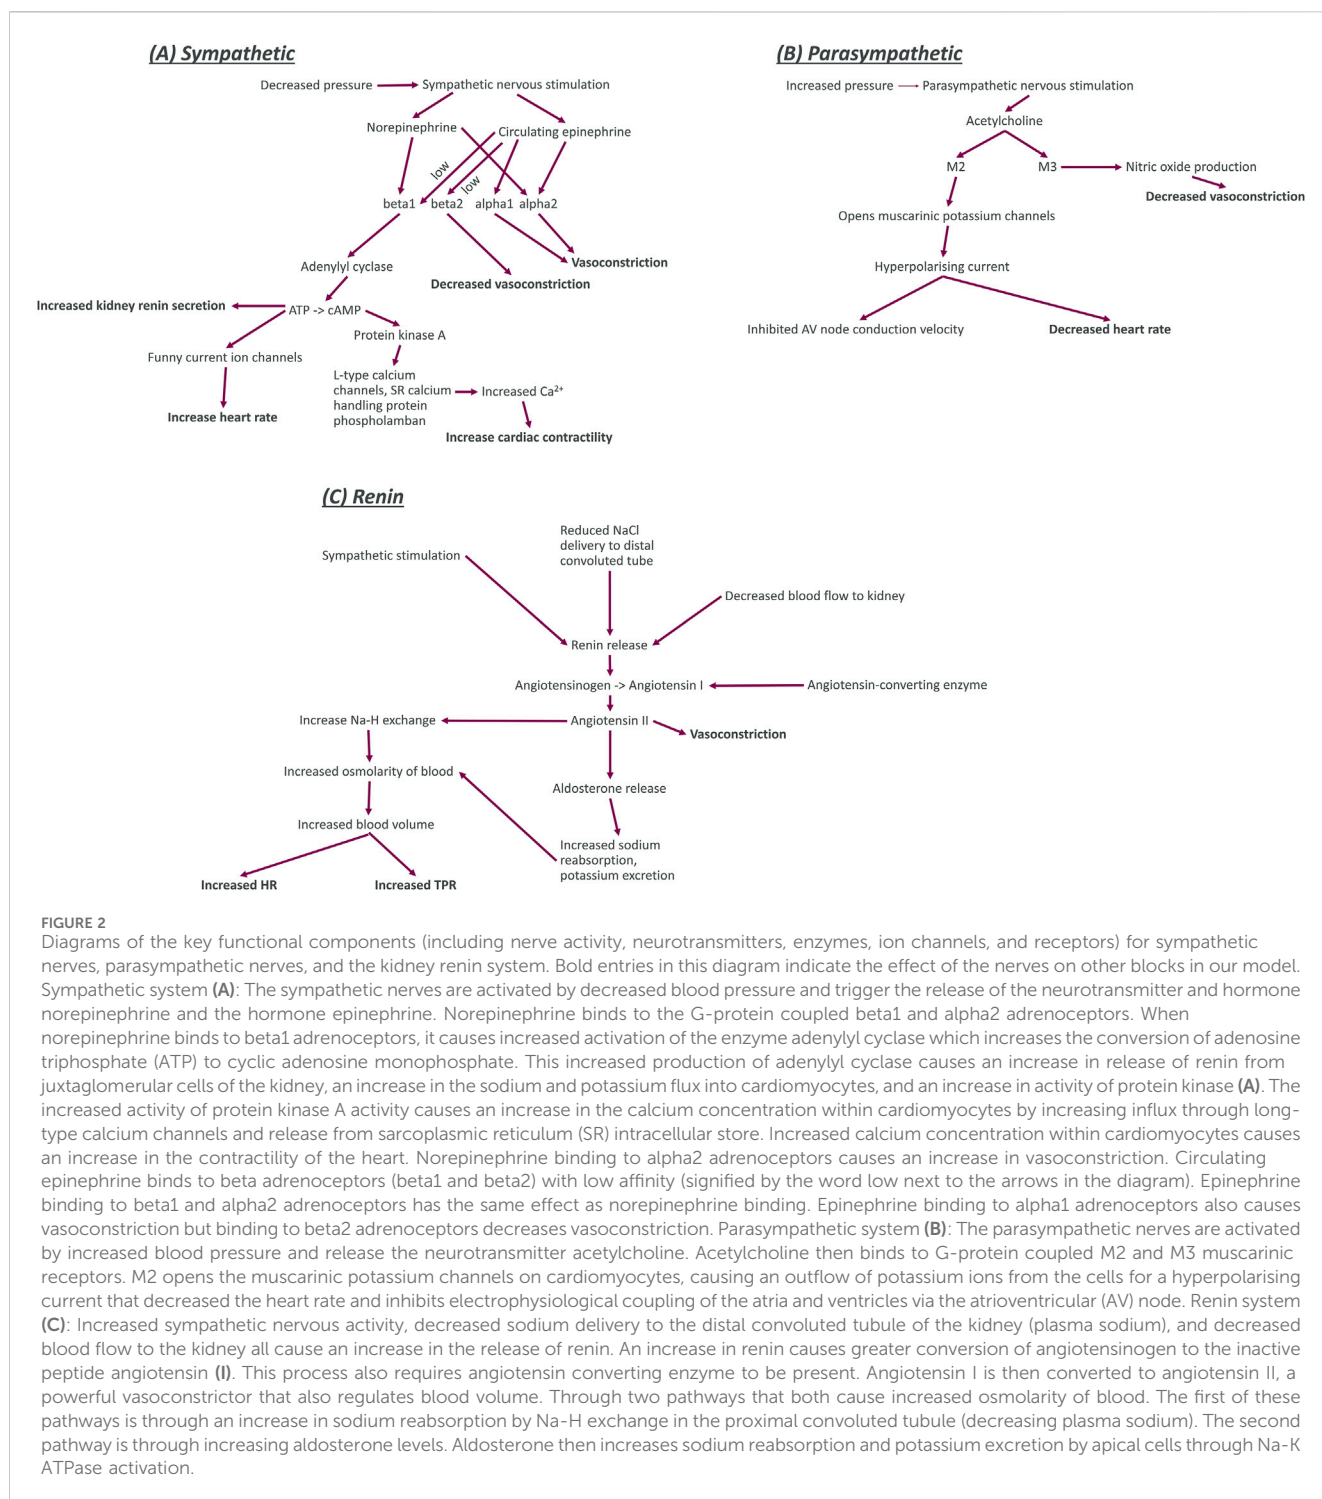 (A) Sympathetic
Decreased pressure
Sympathetic nervous stimulation
Norepinephrine
Circulating epinephrine
low
low
beta1
beta2
alpha1
alpha2
Vasoconstriction
Adenylyl cyclase
Decreased vasoconstriction
Increased kidney renin secretion
ATP -> cAMP
Protein kinase A
Funny current ion channels
L-type calcium
channels, SR calcium
handling protein
phospholamban
Increased Ca²⁺
Increase heart rate
Increase cardiac contractility
(B) Parasympathetic
Increased pressure
Parasympathetic nervous stimulation
Acetylcholine
M2
M3
Nitric oxide production
Decreased vasoconstriction
Opens muscarinic potassium channels
Hyperpolarising current
Inhibited AV node conduction velocity
Decreased heart rate
(C) Renin
Sympathetic stimulation
Reduced NaCl
delivery to distal
convoluted tube
Decreased blood flow to kidney
Renin release
Angiotensinogen -> Angiotensin I
Angiotensin-converting enzyme
Increase Na-H exchange
Angiotensin II
Vasoconstriction
Increased osmolarity of blood
Aldosterone release
Increased blood volume
Increased sodium
reabsorption,
potassium excretion
Increased HR
Increased TPR
FIGURE 2
Diagrams of the key functional components (including nerve activity, neurotransmitters, enzymes, ion channels, and receptors) for sympathetic
nerves, parasympathetic nerves, and the kidney renin system. Bold entries in this diagram indicate the effect of the nerves on other blocks in our model.
Sympathetic system (A): The sympathetic nerves are activated by decreased blood pressure and trigger the release of the neurotransmitter and hormone
norepinephrine and the hormone epinephrine. Norepinephrine binds to the G-protein coupled beta1 and alpha2 adrenoceptors. When
norepinephrine binds to beta1 adrenoceptors, it causes increased activation of the enzyme adenylyl cyclase which increases the conversion of adenosine
triphosphate (ATP) to cyclic adenosine monophosphate. This increased production of adenylyl cyclase causes an increase in release of renin from
juxtaglomerular cells of the kidney, an increase in the sodium and potassium flux into cardiomyocytes, and an increase in activity of protein kinase (A). The
increased activity of protein kinase A activity causes an increase in the calcium concentration within cardiomyocytes by increasing influx through long-
type calcium channels and release from sarcoplasmic reticulum (SR) intracellular store. Increased calcium concentration within cardiomyocytes causes
an increase in the contractility of the heart. Norepinephrine binding to alpha2 adrenoceptors causes an increase in vasoconstriction. Circulating
epinephrine binds to beta adrenoceptors (beta1 and beta2) with low affinity (signified by the word low next to the arrows in the diagram). Epinephrine
binding to beta1 and alpha2 adrenoceptors has the same effect as norepinephrine binding. Epinephrine binding to alpha1 adrenoceptors also causes
vasoconstriction but binding to beta2 adrenoceptors decreases vasoconstriction. Parasympathetic system (B): The parasympathetic nerves are activated
by increased blood pressure and release the neurotransmitter acetylcholine. Acetylcholine then binds to G-protein coupled M2 and M3 muscarinic
receptors. M2 opens the muscarinic potassium channels on cardiomyocytes, causing an outflow of potassium ions from the cells for a hyperpolarising
current that decreased the heart rate and inhibits electrophysiological coupling of the atria and ventricles via the atrioventricular (AV) node. Renin system
(C): Increased sympathetic nervous activity, decreased sodium delivery to the distal convoluted tubule of the kidney (plasma sodium), and decreased
blood flow to the kidney all cause an increase in the release of renin. An increase in renin causes greater conversion of angiotensinogen to the inactive
peptide angiotensin (I). This process also requires angiotensin converting enzyme to be present. Angiotensin I is then converted to angiotensin II, a
powerful vasoconstrictor that also regulates blood volume. Through two pathways that both cause increased osmolarity of blood. The first of these
pathways is through an increase in sodium reabsorption by Na-H exchange in the proximal convoluted tubule (decreasing plasma sodium). The second
pathway is through increasing aldosterone levels. Aldosterone then increases sodium reabsorption and potassium excretion by apical cells through Na-K
ATPase activation.